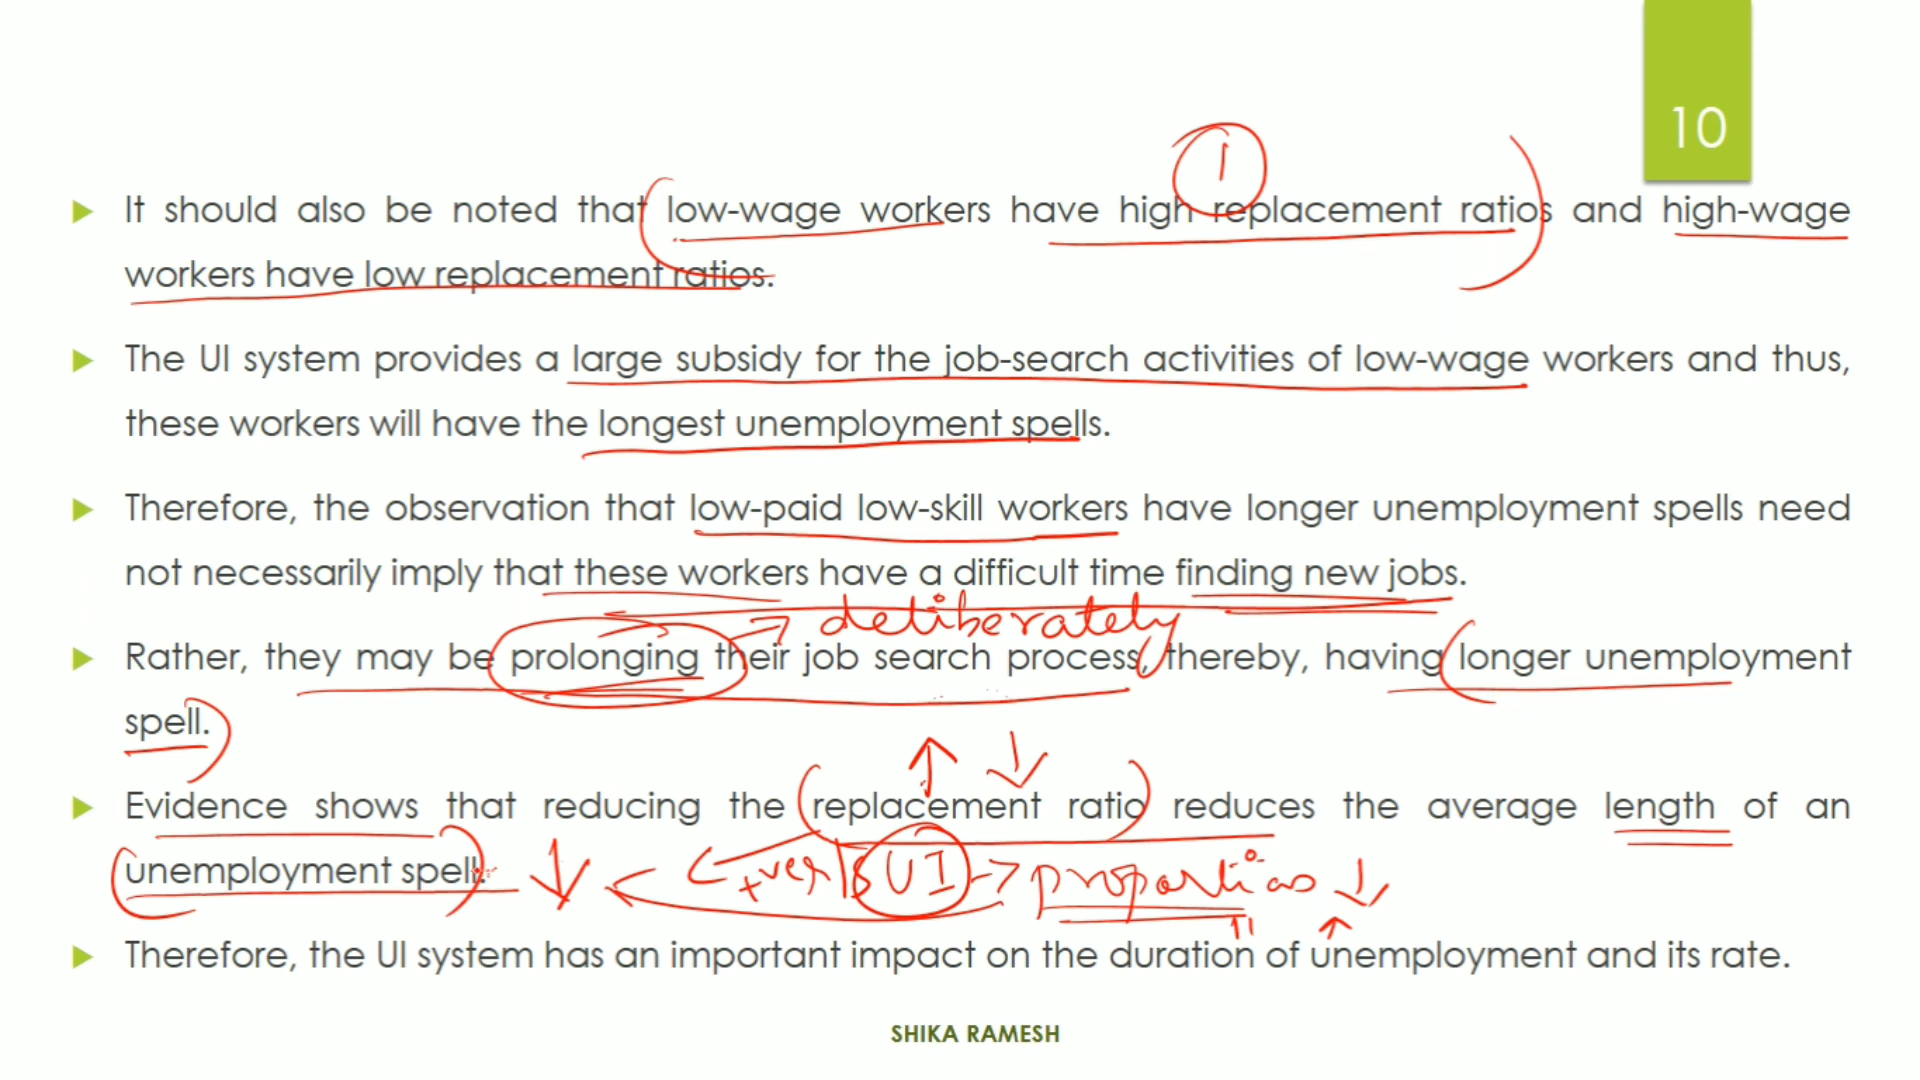 10
1
It should also be noted that low-wage workers have high replacement ratios and high-wage
workers have low replacement ratios.
The UI system provides a large subsidy for the job-search activities of low-wage workers and thus,
these workers will have the longest unemployment spells.
Therefore, the observation that low-paid low-skill workers have longer unemployment spells need
not necessarily imply that these workers have a difficult time finding new jobs.
deliberately
Rather, they may be prolonging their job search process, thereby, having longer unemployment
spell.
Evidence shows that reducing the replacement ratio reduces the average length of an
unemployment spell.
UI
Therefore, the UI system has an important impact on the duration of unemployment and its rate.
SHIKA RAMESH